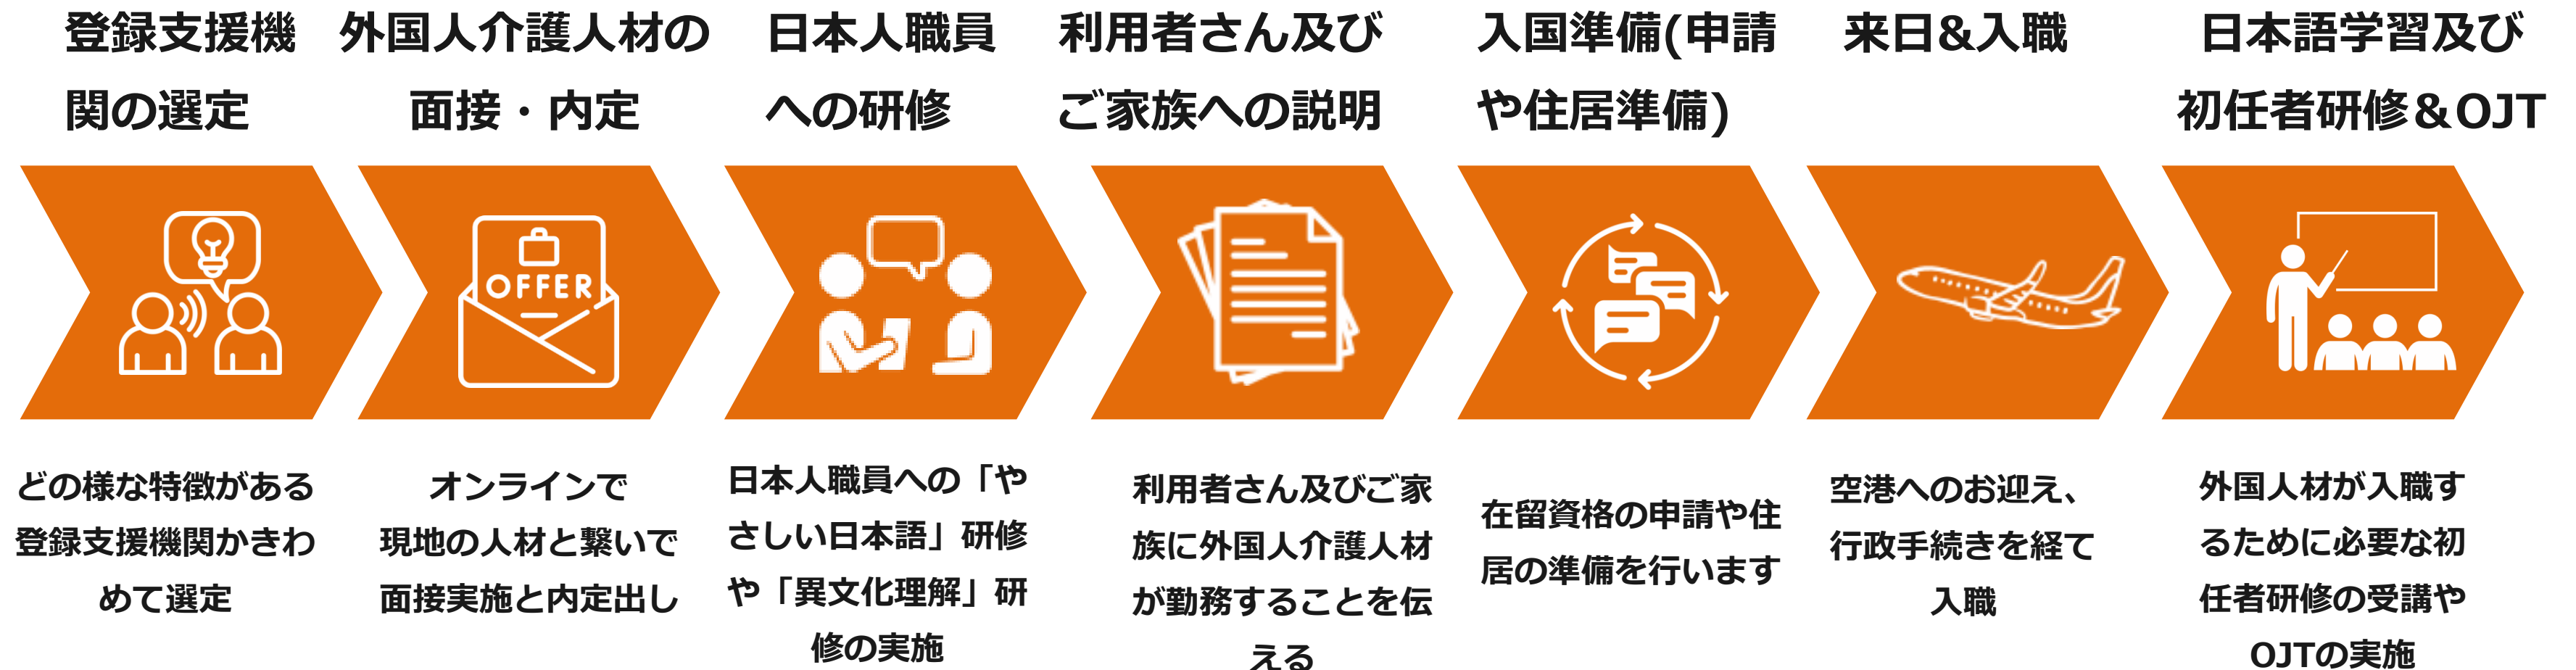 登録支援機
関の選定
外国人介護人材の
面接・内定
日本人職員
への研修
利用者さん及び
ご家族への説明
入国準備(申請
や住居準備)
来日&入職
日本語学習及び
初任者研修＆OJT
OFFER
どの様な特徴がある
登録支援機関かきわ
めて選定
オンラインで
現地の人材と繋いで
面接実施と内定出し
日本人職員への「や
さしい日本語」研修
や「異文化理解」研
修の実施
利用者さん及びご家
族に外国人介護人材
が勤務することを伝
える
在留資格の申請や住
居の準備を行います
空港へのお迎え、
行政手続きを経て
入職
外国人材が入職す
るために必要な初
任者研修の受講や
OJTの実施